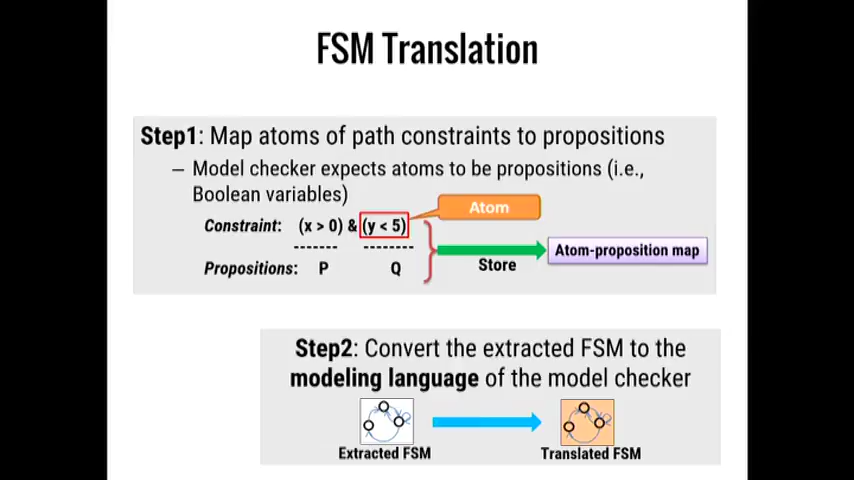 FSM Translation
Step1: Map atoms of path constraints to propositions
– Model checker expects atoms to be propositions (i.e.,
Boolean variables)
Atom
Constraint: (x > 0) & (y < 5)
-------  --------
Propositions: P Q
Store
Atom-proposition map
Step2: Convert the extracted FSM to the
modeling language of the model checker
Extracted FSM
Translated FSM